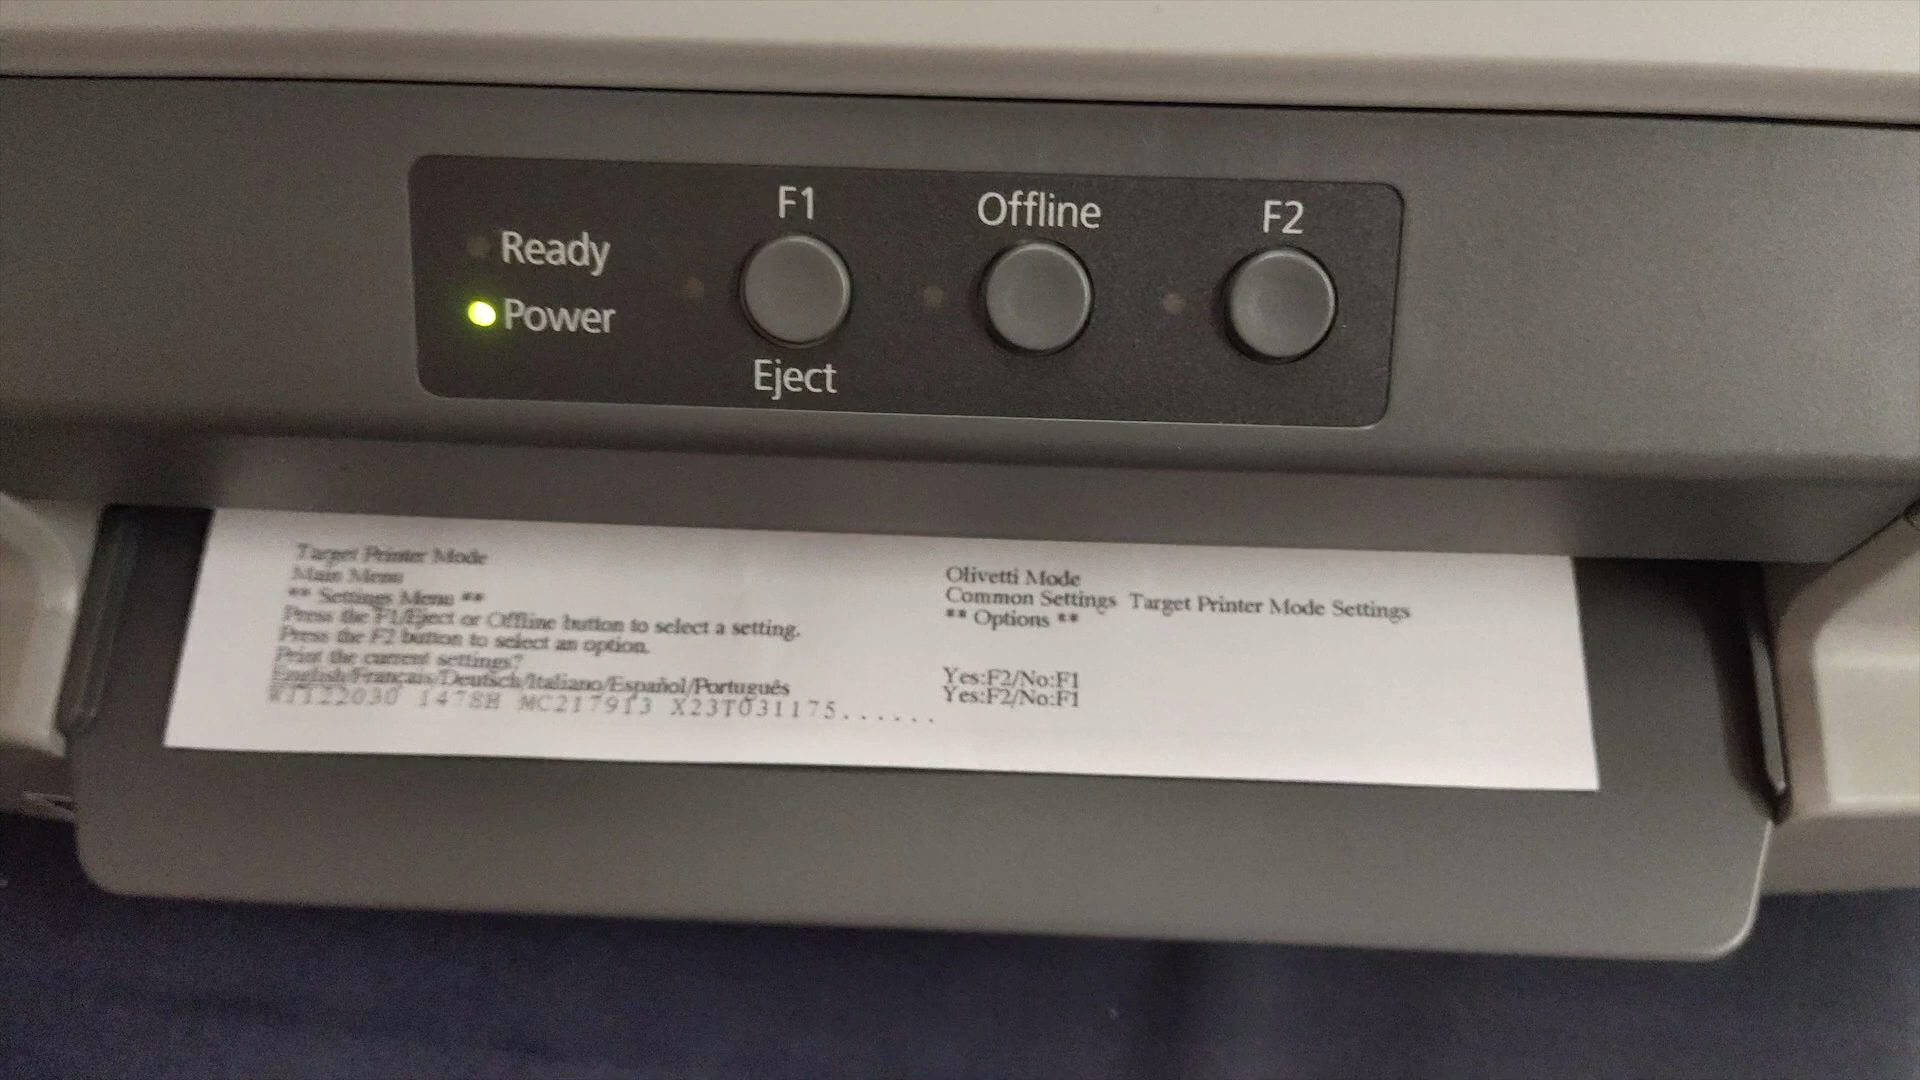 F1 Offline F2
Ready
Power
Eject
Target Printer Mode Olivetti Mode
Main Menu Common Settings Target Printer Mode Settings
** Settings Menu ** ** Options **
Press the F1/Eject or Offline button to select a setting.
Press the F2 button to select an option.
Print the current settings? Yes:F2/No:F1
English/Français/Deutsch/Italiano/Español/Português Yes:F2/No:F1
MC217913 X23T031175......